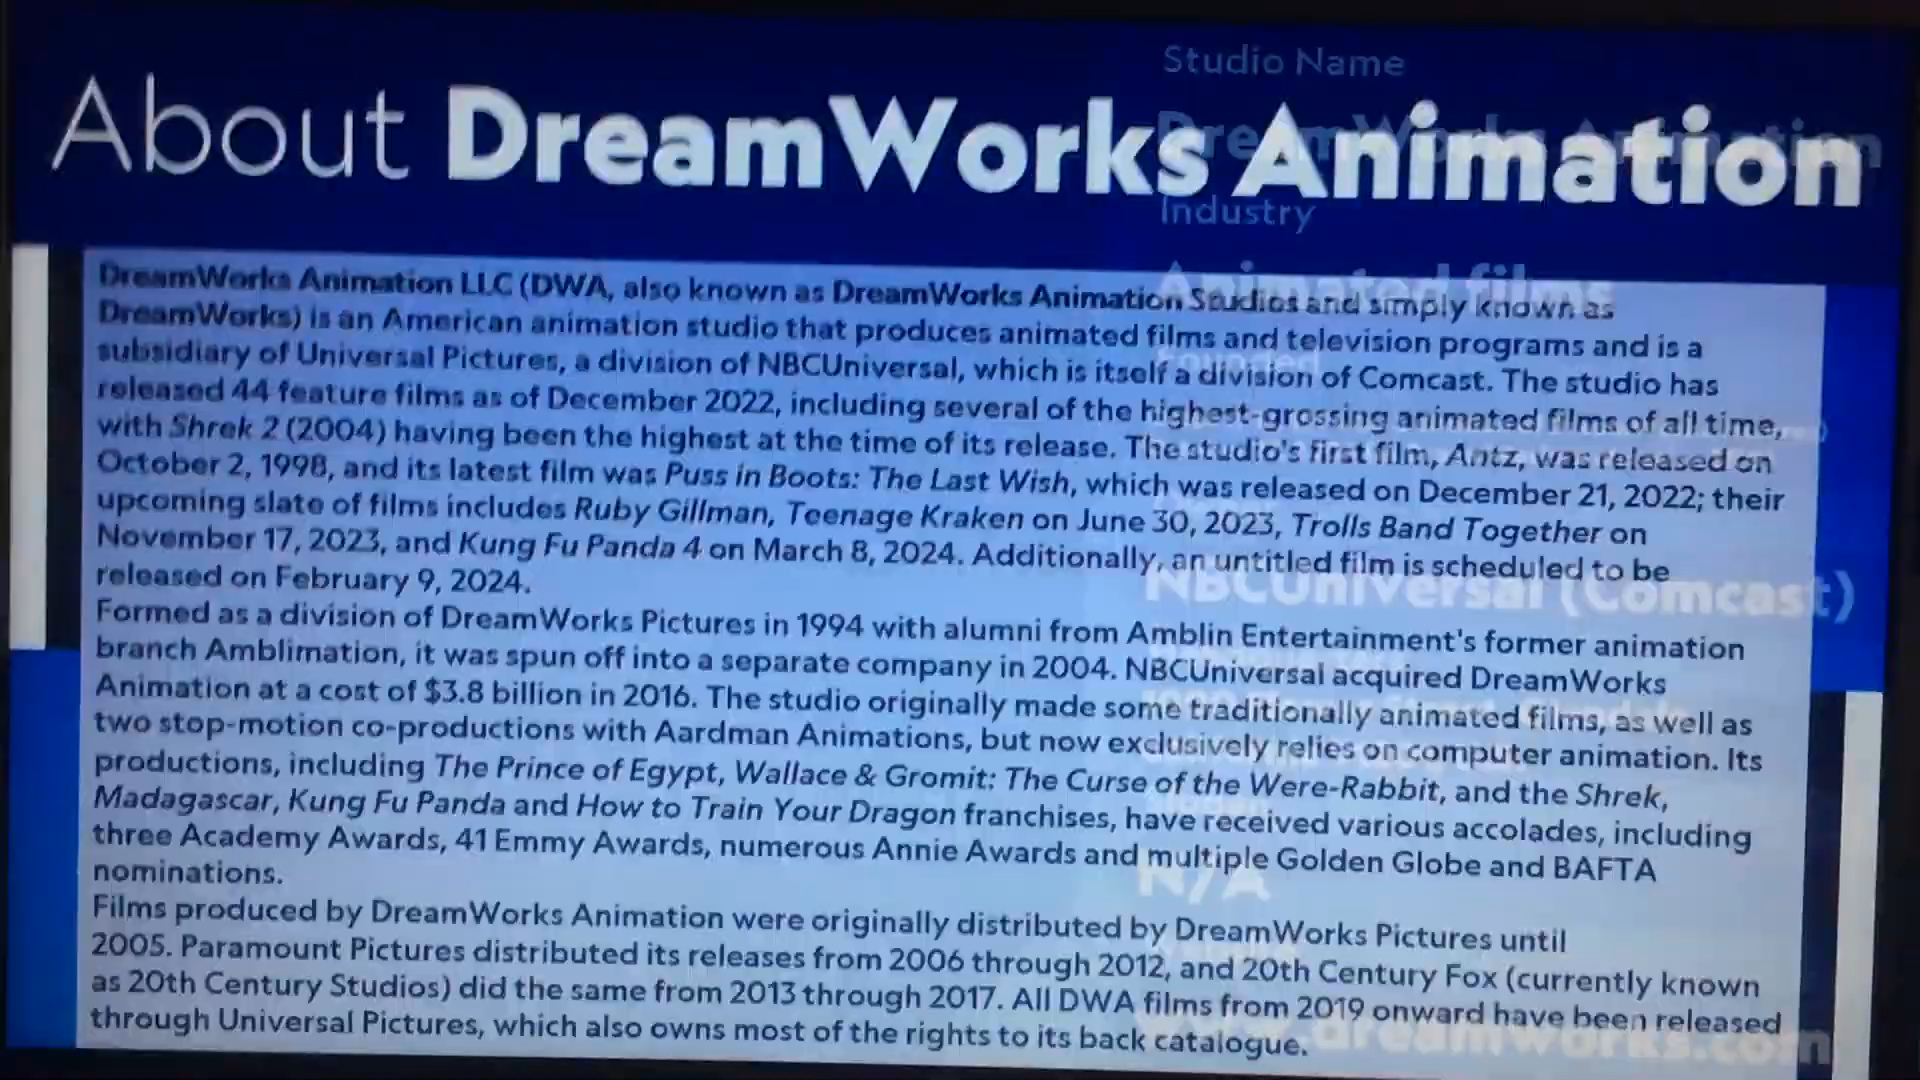 Studio Name
About DreamWorks Animation
DreamWorks Animation
Industry
Animated films
DreamWorks Animation LLC (DWA, also known as DreamWorks Animation Studios and simply known as
DreamWorks) is an American animation studio that produces animated films and television programs and is a
subsidiary of Universal Pictures, a division of NBCUniversal, which is itself a division of Comcast. The studio has
Founded
released 44 feature films as of December 2022, including several of the highest-grossing animated films of all time,
with Shrek 2 (2004) having been the highest at the time of its release. The studio's first film, Antz, was released on
October 2, 1998, and its latest film was Puss in Boots: The Last Wish, which was released on December 21, 2022; their
upcoming slate of films includes Ruby Gillman, Teenage Kraken on June 30, 2023, Trolls Band Together on
November 17, 2023, and Kung Fu Panda 4 on March 8, 2024. Additionally, an untitled film is scheduled to be
released on February 9, 2024.
NBCUniversal (Comcast)
Formed as a division of DreamWorks Pictures in 1994 with alumni from Amblin Entertainment's former animation
branch Amblimation, it was spun off into a separate company in 2004. NBCUniversal acquired DreamWorks
Animation at a cost of $3.8 billion in 2016. The studio originally made some traditionally animated films, as well as
two stop-motion co-productions with Aardman Animations, but now exclusively relies on computer animation. Its
productions, including The Prince of Egypt, Wallace & Gromit: The Curse of the Were-Rabbit, and the Shrek,
Madagascar, Kung Fu Panda and How to Train Your Dragon franchises, have received various accolades, including
three Academy Awards, 41 Emmy Awards, numerous Annie Awards and multiple Golden Globe and BAFTA
nominations.
N/A
Films produced by DreamWorks Animation were originally distributed by DreamWorks Pictures until
2005. Paramount Pictures distributed its releases from 2006 through 2012, and 20th Century Fox (currently known
as 20th Century Studios) did the same from 2013 through 2017. All DWA films from 2019 onward have been released
through Universal Pictures, which also owns most of the rights to its back catalogue.
www.dreamworks.com